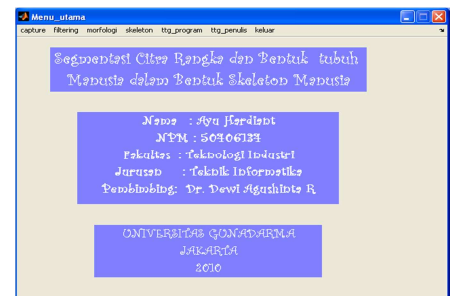 Menu_utama
capture filtering morfologi skeleton ttg_program ttg_penulis keluar
Segmentasi Citra Rangka dan Bentuk tubuh
Manusia dalam Bentuk Skeleton Manusia
Nama : Ayu Hardiant
NPM : 50406134
Fakultas : Teknologi Industri
Jurusan : Teknik Informatika
Pembimbing: Dr. Dewi Agushinta R
UNIVERSITAS GUNADARMA
JAKARTA
2010